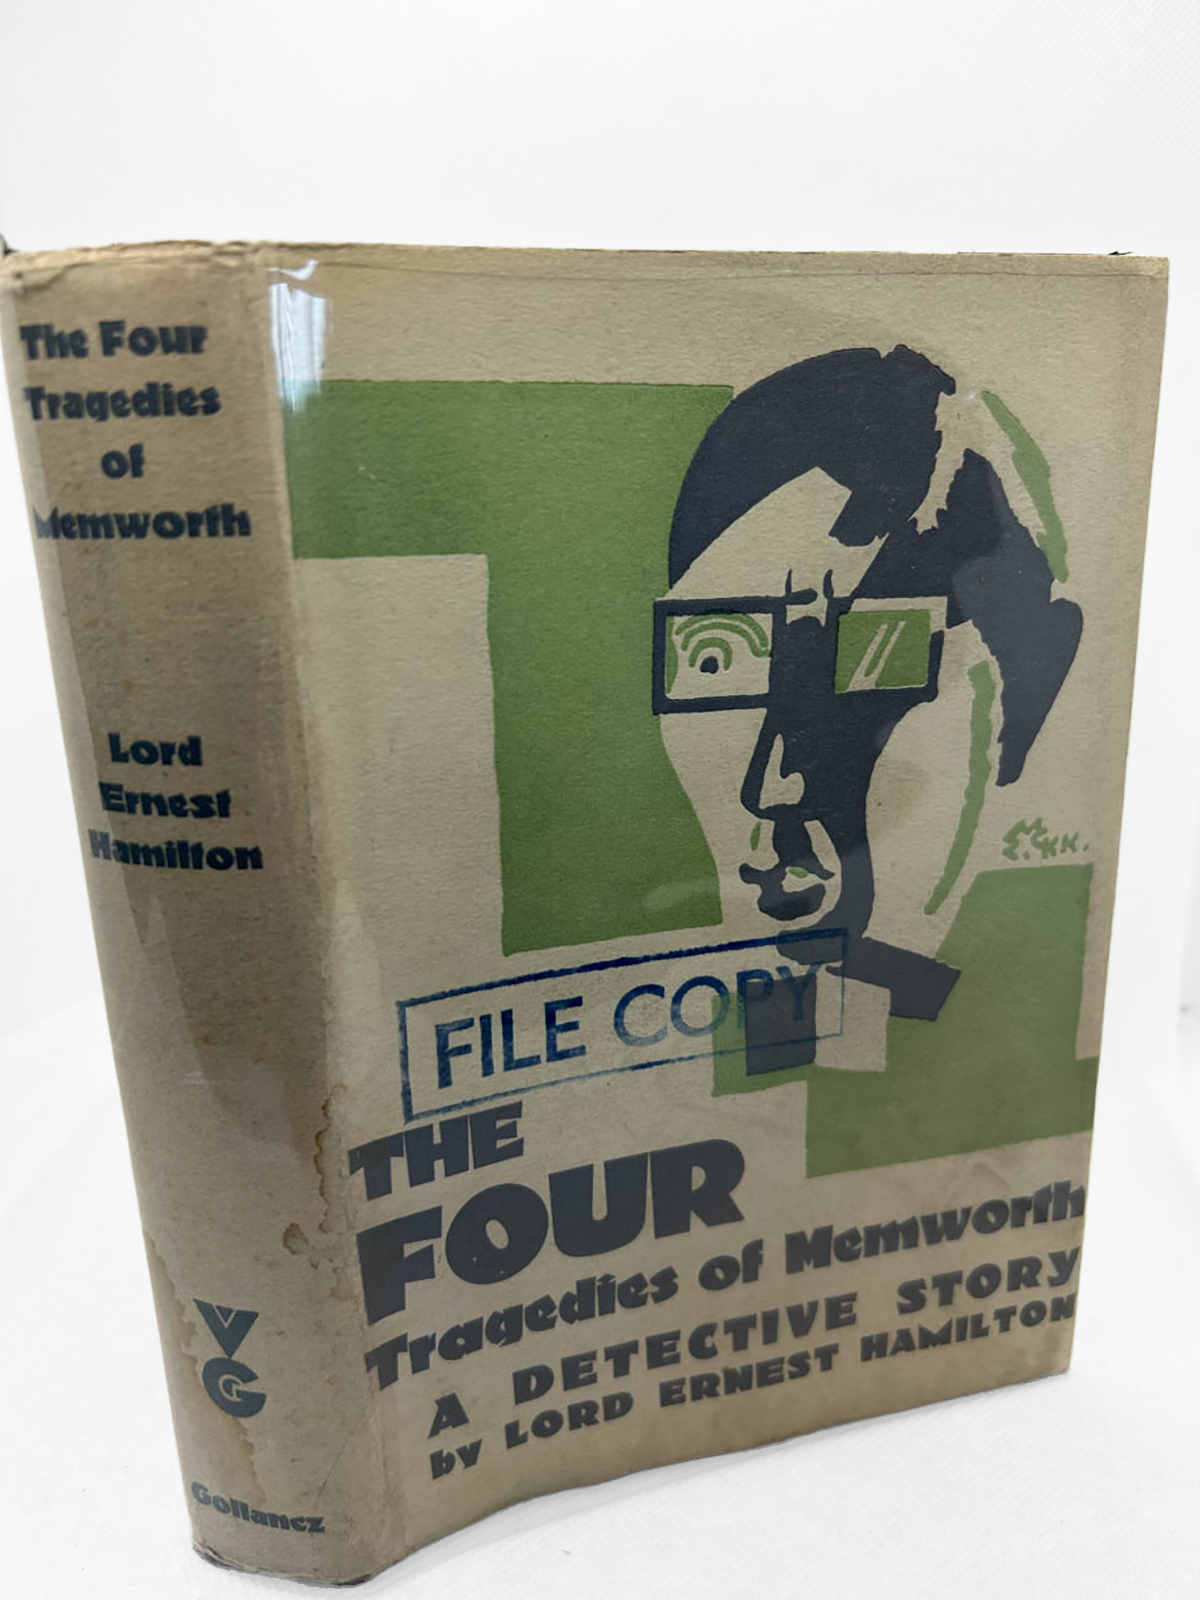 The Four
Tragedies
of
Memworth
Lord
Ernest
Hamilton
VG
Gollancz
FILE COPY
THE
FOUR
Tragedies of Memworth
A DETECTIVE STORY
by LORD ERNEST HAMILTON